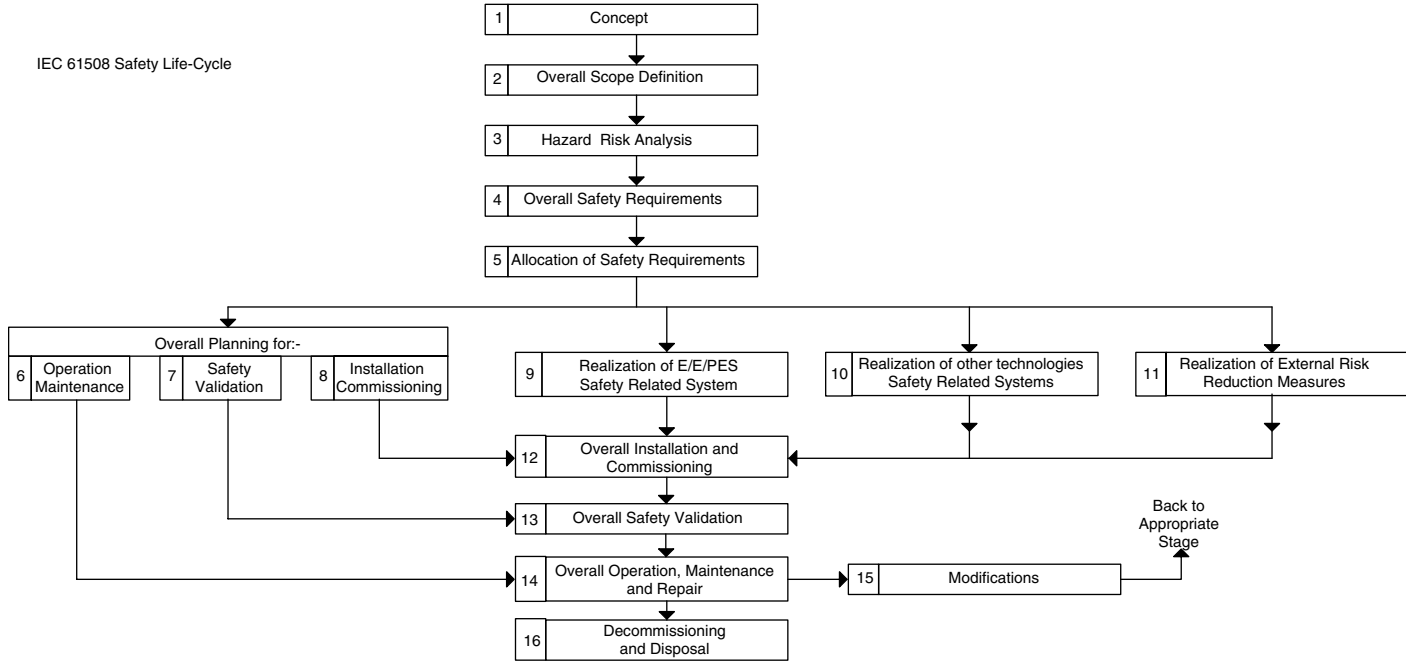 1 Concept
IEC 61508 Safety Life-Cycle
2 Overall Scope Definition
3 Hazard Risk Analysis
4 Overall Safety Requirements
5 Allocation of Safety Requirements
Overall Planning for:-
6 Operation
Maintenance
7 Safety
Validation
8 Installation
Commissioning
9 Realization of E/E/PES
Safety Related System
10 Realization of other technologies
Safety Related Systems
11 Realization of External Risk
Reduction Measures
12 Overall Installation and
Commissioning
13 Overall Safety Validation
Back to
Appropriate
Stage
14 Overall Operation, Maintenance
and Repair
15 Modifications
16 Decommissioning
and Disposal